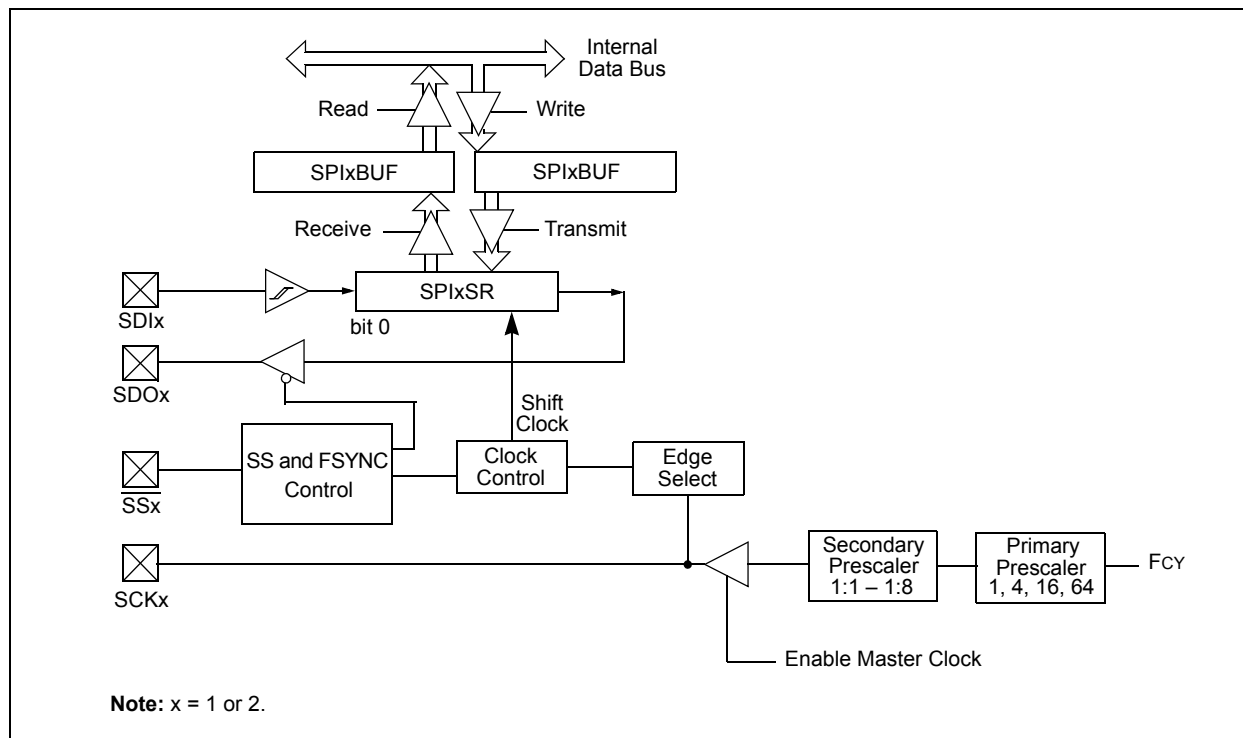 Internal
Data Bus
Read
Write
SPIxBUF
SPIxBUF
Receive
Transmit
SDIx
SPIxSR
bit 0
SDOx
Shift
Clock
SS and FSYNC
Control
Clock
Control
Edge
Select
SSx
SCKx
Secondary
Prescaler
1:1 – 1:8
Primary
Prescaler
1, 4, 16, 64
FCY
Enable Master Clock
Note: x = 1 or 2.